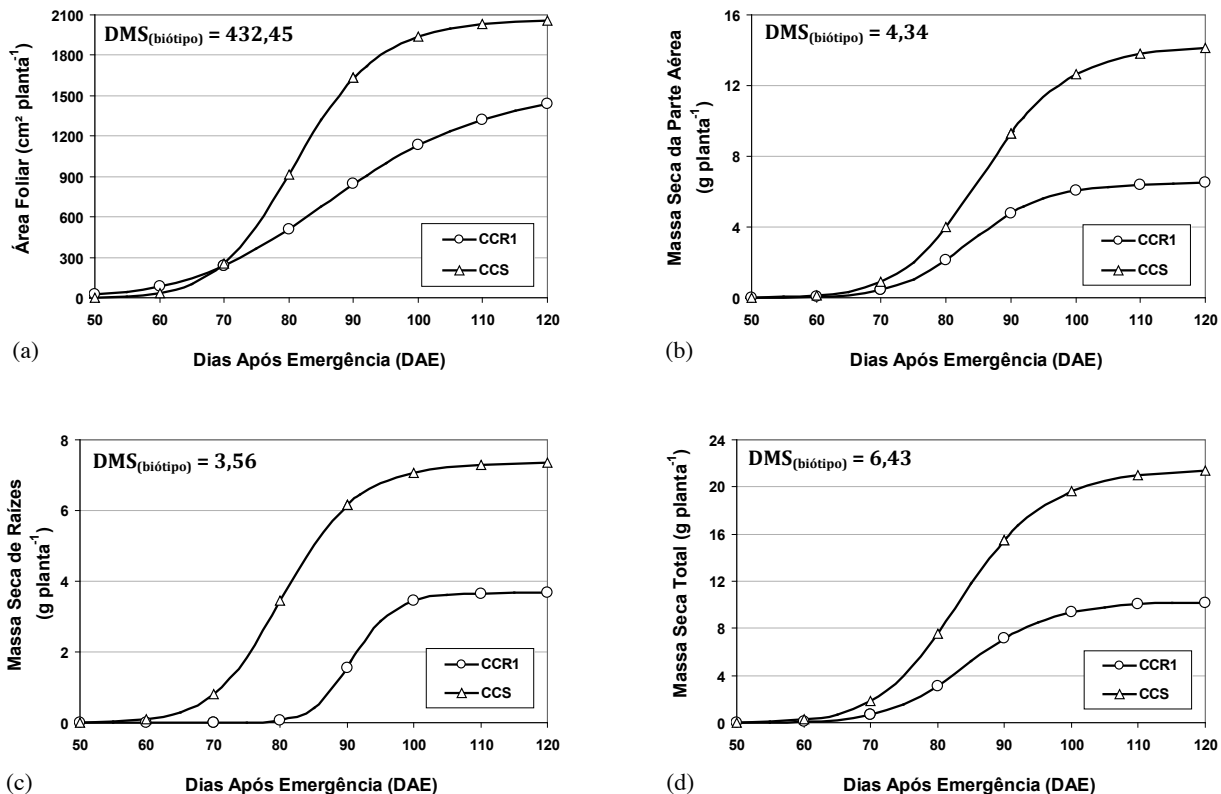 DMS(biótipo) = 432,45
Área Foliar (cm² planta-1)
2100
1800
1500
1200
900
600
300
0
CCR1
CCS
50 60 70 80 90 100 110 120
(a)
Dias Após Emergência (DAE)
DMS(biótipo) = 4,34
Masssa Seca da Parte Aérea
(g planta-1)
16
12
8
4
0
CCR1
CCS
50 60 70 80 90 100 110 120
(b)
Dias Após Emergência (DAE)
DMS(biótipo) = 3,56
Massa Seca de Raízes
(g planta-1)
8
6
4
2
0
CCR1
CCS
50 60 70 80 90 100 110 120
(c)
Dias Após Emergência (DAE)
DMS(biótipo) = 6,43
Massa Seca Total (g planta-1)
24
20
16
12
8
4
0
CCR1
CCS
50 60 70 80 90 100 110 120
(d)
Dias Após Emergência (DAE)